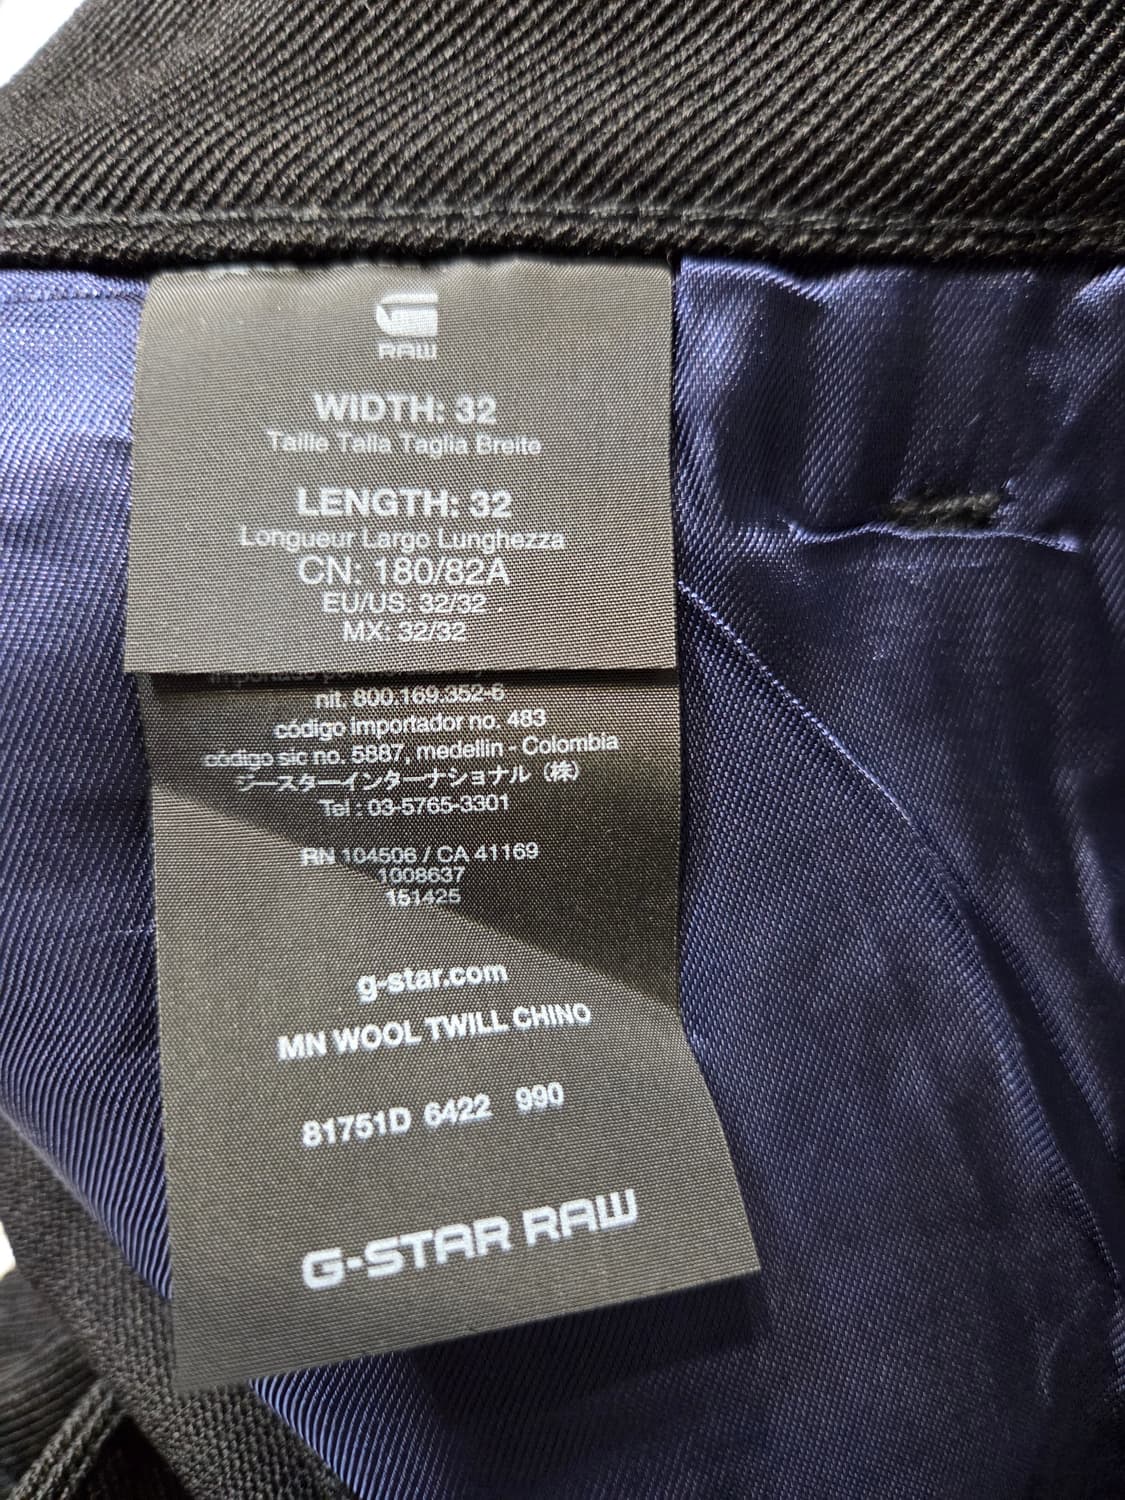 RAW
WIDTH: 32
Taille Talla Taglia Breite
LENGTH: 32
Longueur Largo Lunghezza
CN: 180/82A
EU/US: 32/32
MX: 32/32
nit. 800.169.352-6
código importador no. 483
código sic no. 5887, medellin - Colombia
ジースターインターナショナル（株）
Tel : 03-5765-3301
RN 104506 / CA 41169
1008637
151425
g-star.com
MN WOOL TWILL CHINO
81751D 6422 990
G-STAR RAW